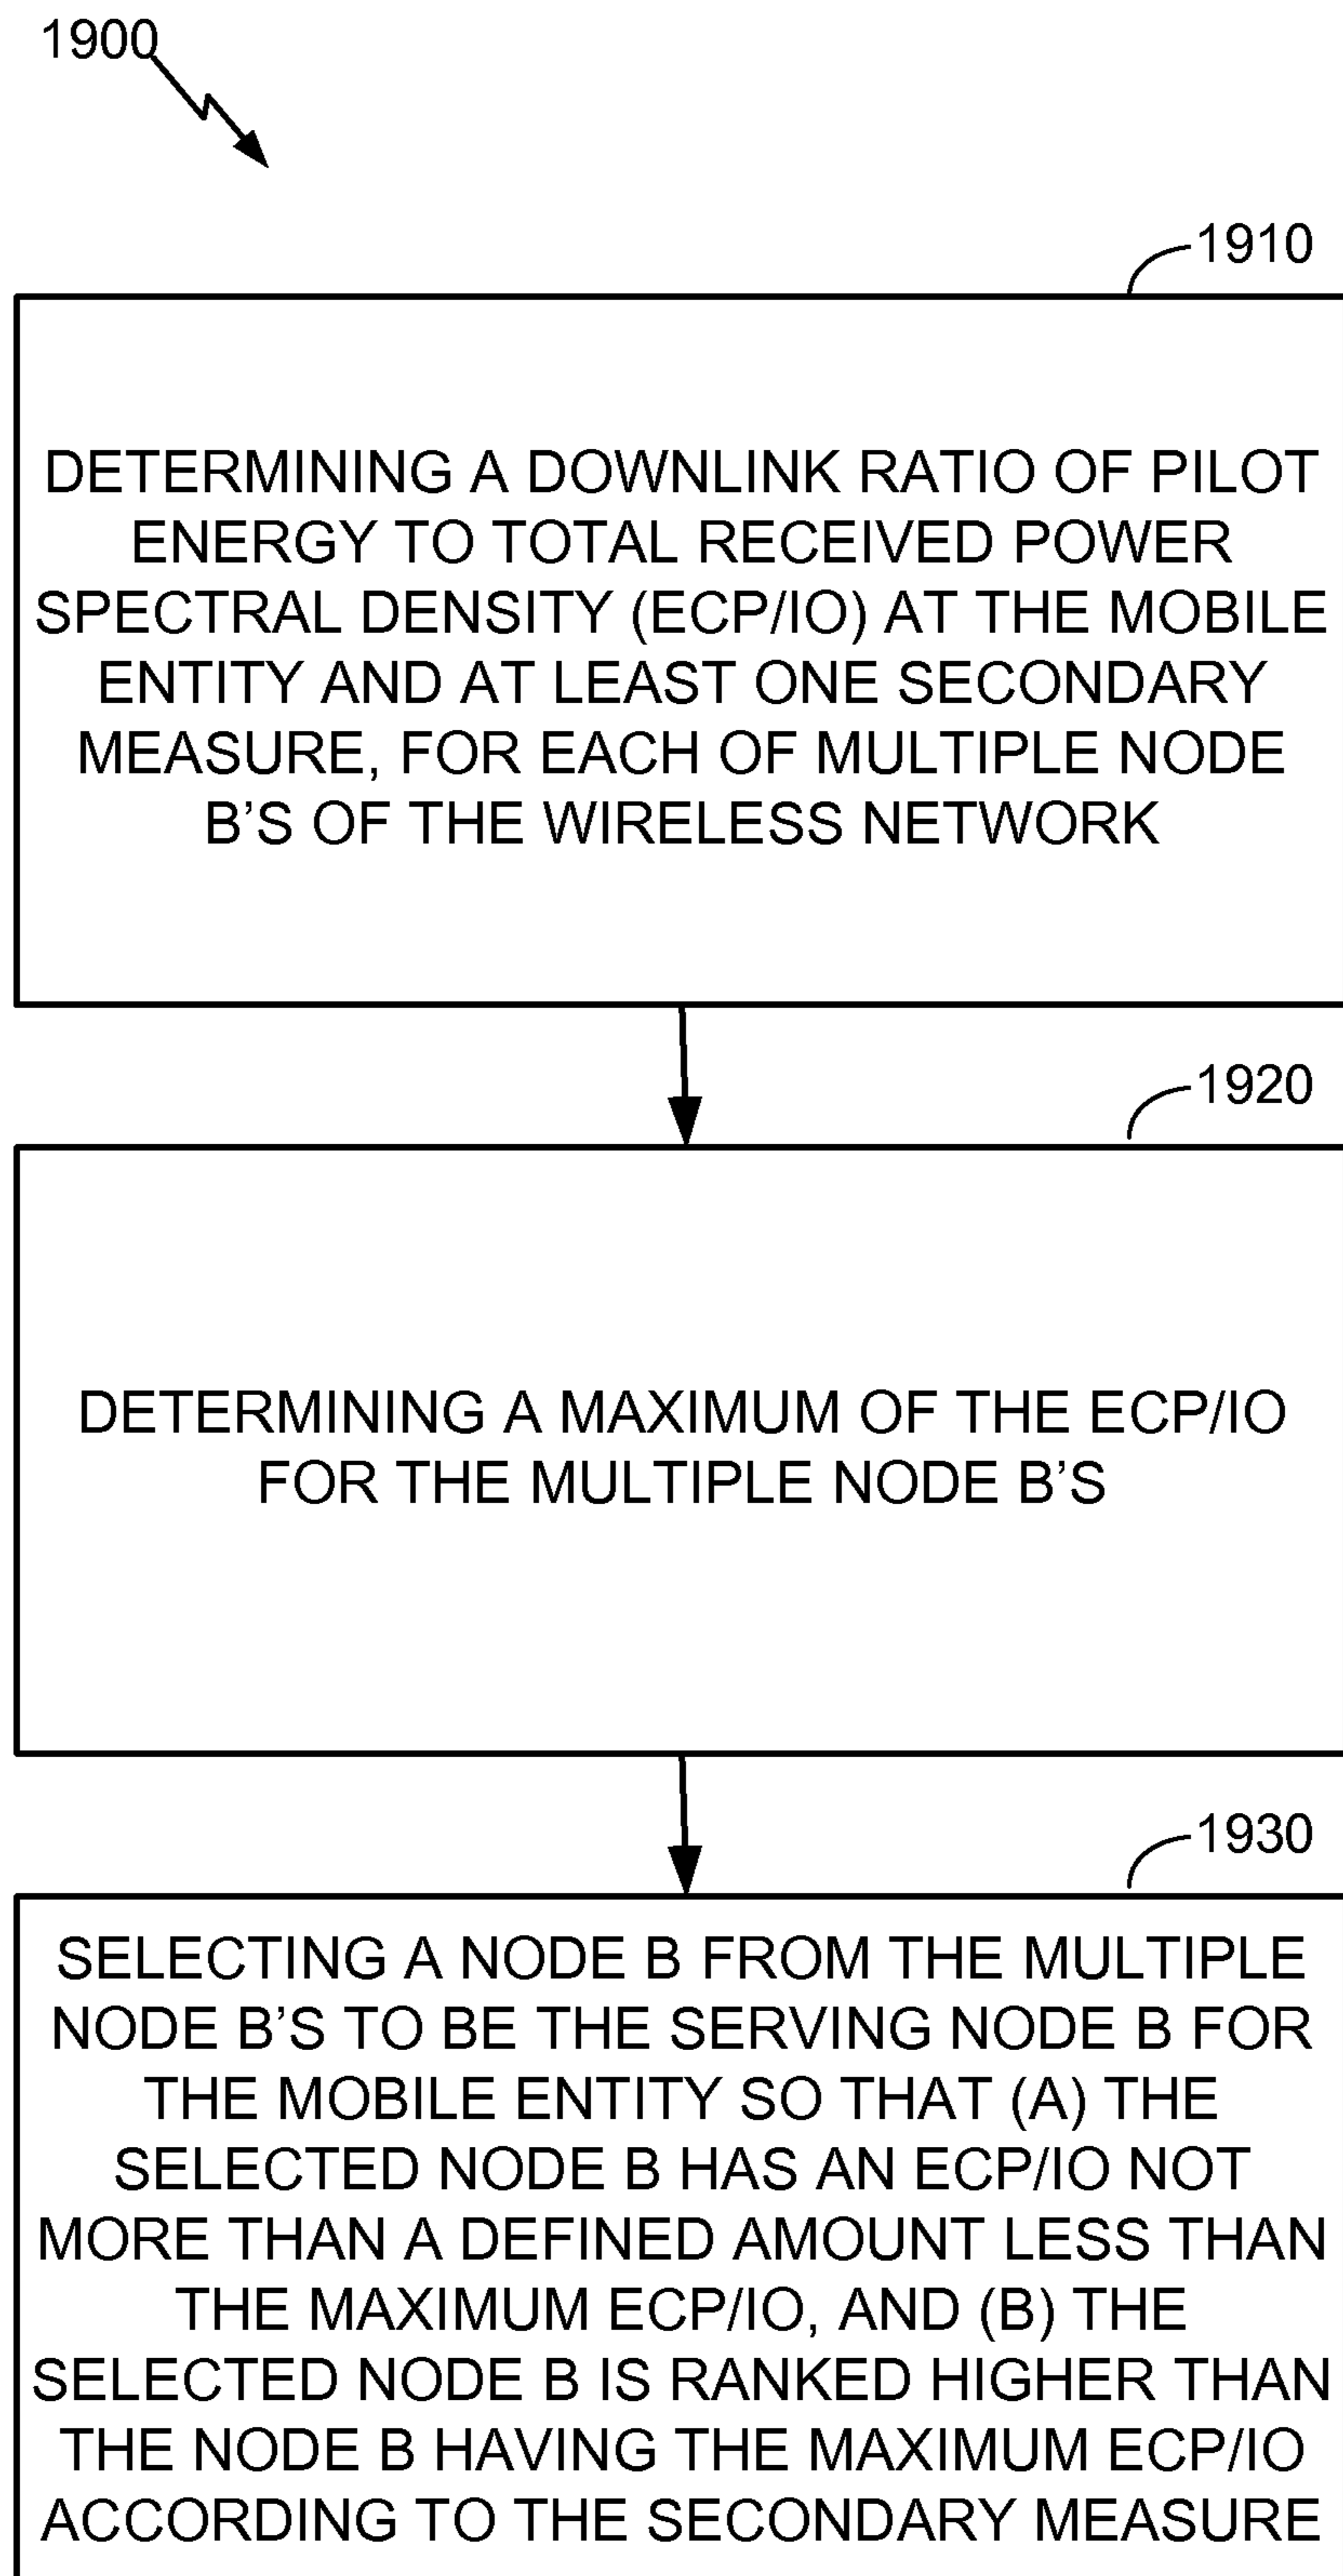 1900
1910
DETERMINING A DOWNLINK RATIO OF PILOT
ENERGY TO TOTAL RECEIVED POWER
SPECTRAL DENSITY (ECP/IO) AT THE MOBILE
ENTITY AND AT LEAST ONE SECONDARY
MEASURE, FOR EACH OF MULTIPLE NODE
B’S OF THE WIRELESS NETWORK
1920
DETERMINING A MAXIMUM OF THE ECP/IO
FOR THE MULTIPLE NODE B’S
1930
SELECTING A NODE B FROM THE MULTIPLE
NODE B’S TO BE THE SERVING NODE B FOR
THE MOBILE ENTITY SO THAT (A) THE
SELECTED NODE B HAS AN ECP/IO NOT
MORE THAN A DEFINED AMOUNT LESS THAN
THE MAXIMUM ECP/IO, AND (B) THE
SELECTED NODE B IS RANKED HIGHER THAN
THE NODE B HAVING THE MAXIMUM ECP/IO
ACCORDING TO THE SECONDARY MEASURE